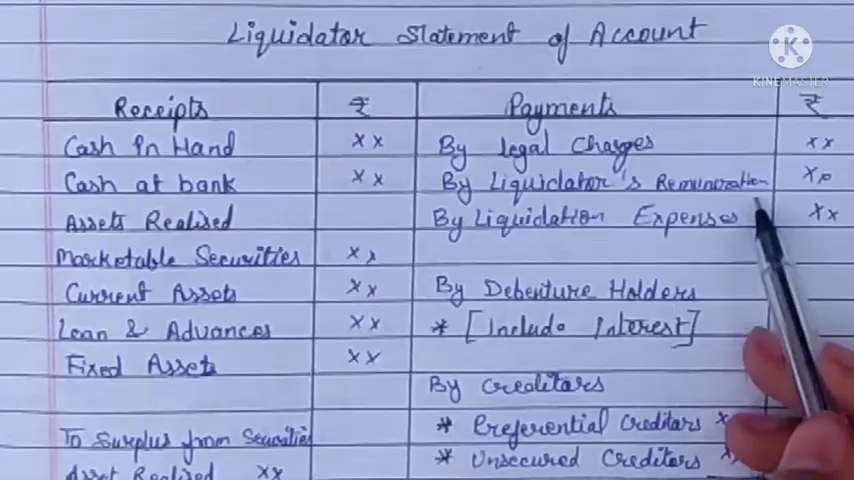 Liquidator Statement of Account
K
KINEMASTER
Receipts ₹ Payments ₹
Cash In Hand xx By Legal Charges xx
Cash at bank xx By Liquidator's Remuneration xx
Assets Realised By Liquidation Expenses xx
Marketable Securities xx
Current Assets xx By Debenture Holders
Loan & Advances xx * [Include Interest]
Fixed Assets xx
By Creditors
* Preferential Creditors x
To Surplus from Securities * Unsecured Creditors xx
Asset Realised xx